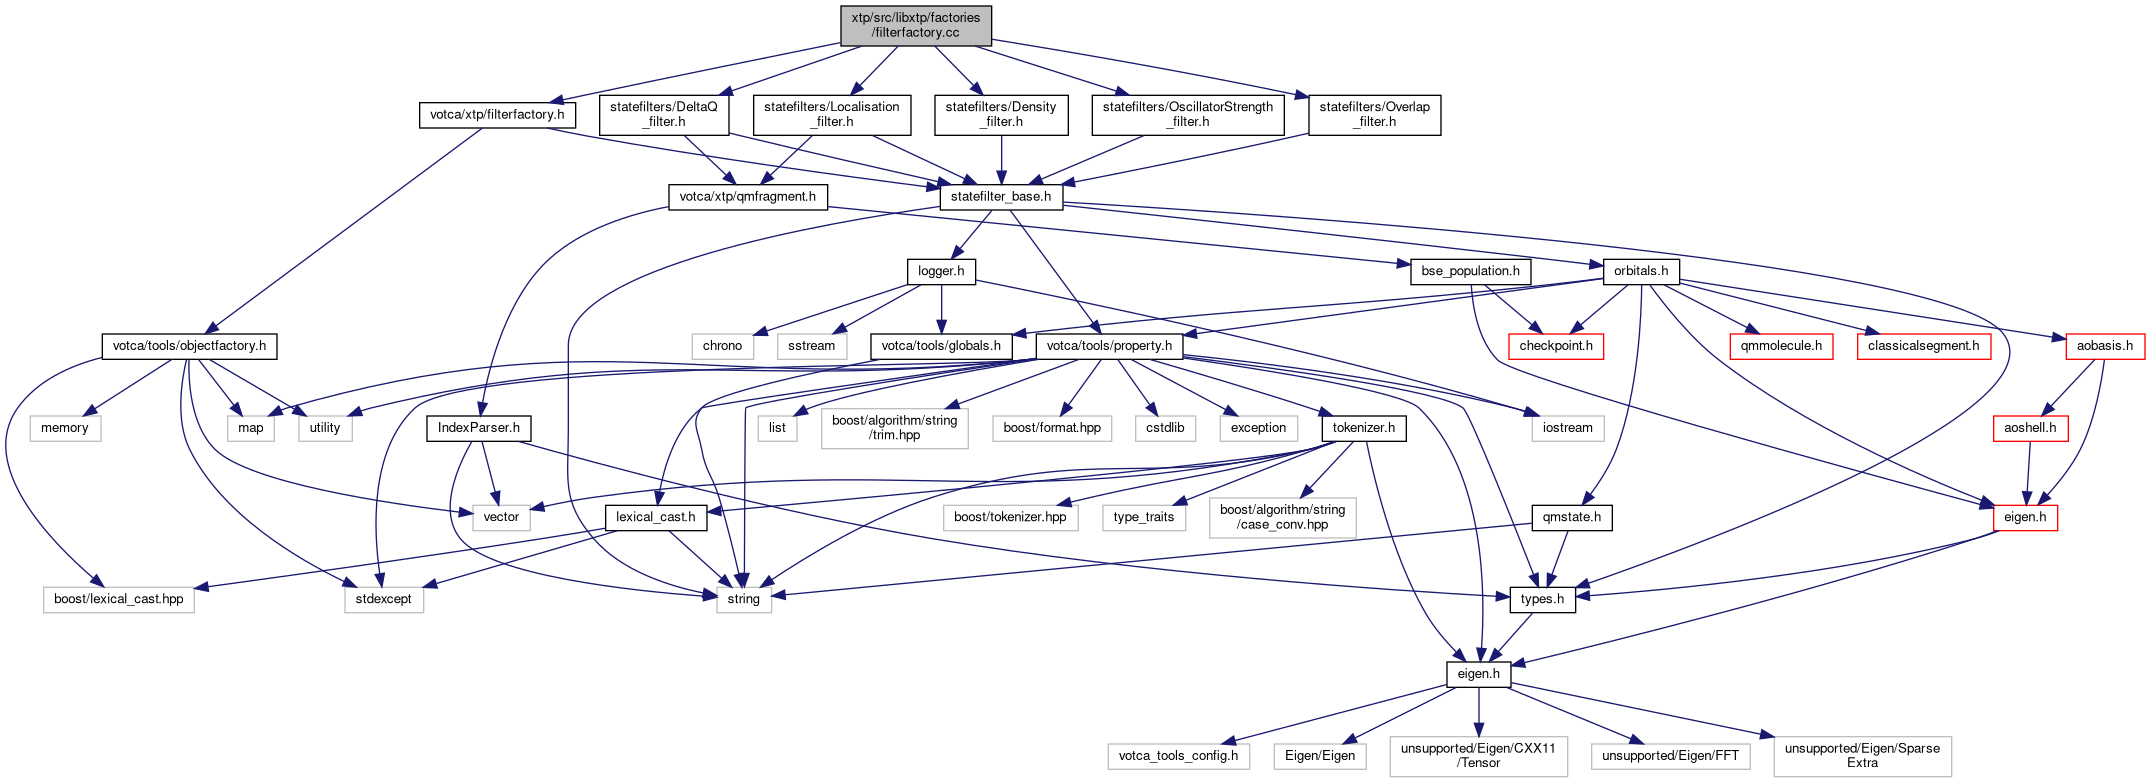 xtp/src/libxtp/factories
/filterfactory.cc
votca/xtp/filterfactory.h
statefilters/DeltaQ
_filter.h
statefilters/Localisation
_filter.h
statefilters/Density
_filter.h
statefilters/OscillatorStrength
_filter.h
statefilters/Overlap
_filter.h
votca/xtp/qmfragment.h
statefilter_base.h
logger.h
bse_population.h
orbitals.h
votca/tools/objectfactory.h
chrono
sstream
votca/tools/globals.h
votca/tools/property.h
checkpoint.h
qmmolecule.h
classicalsegment.h
aobasis.h
memory
map
utility
IndexParser.h
list
boost/algorithm/string
/trim.hpp
boost/format.hpp
cstdlib
exception
tokenizer.h
iostream
aoshell.h
vector
lexical_cast.h
boost/tokenizer.hpp
type_traits
boost/algorithm/string
/case_conv.hpp
qmstate.h
eigen.h
boost/lexical_cast.hpp
stdexcept
string
types.h
eigen.h
votca_tools_config.h
Eigen/Eigen
unsupported/Eigen/CXX11
/Tensor
unsupported/Eigen/FFT
unsupported/Eigen/Sparse
Extra